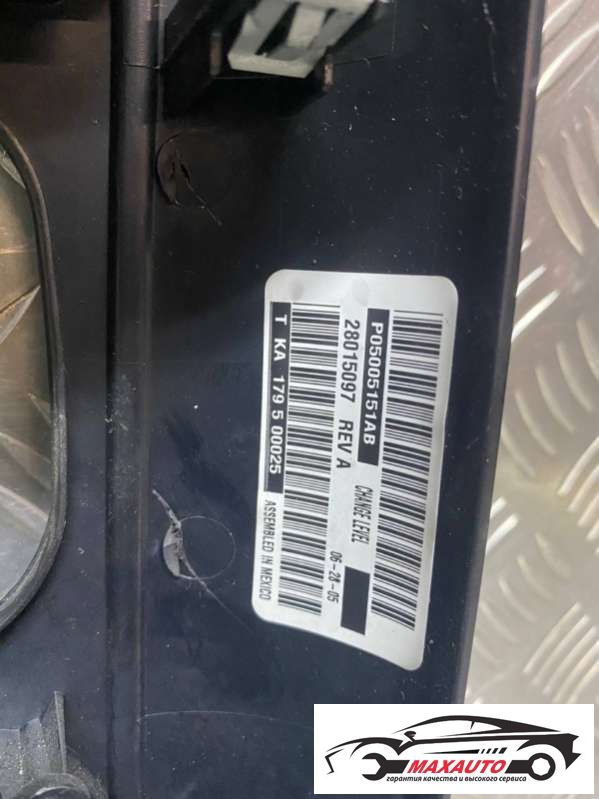 P05005151AB
28015097 REV A CHANGE LEVEL
06-28-05
T KA 179 5 00025
ASSEMBLED IN MEXICO
MAXAUTO
гарантия качества и высокого сервиса